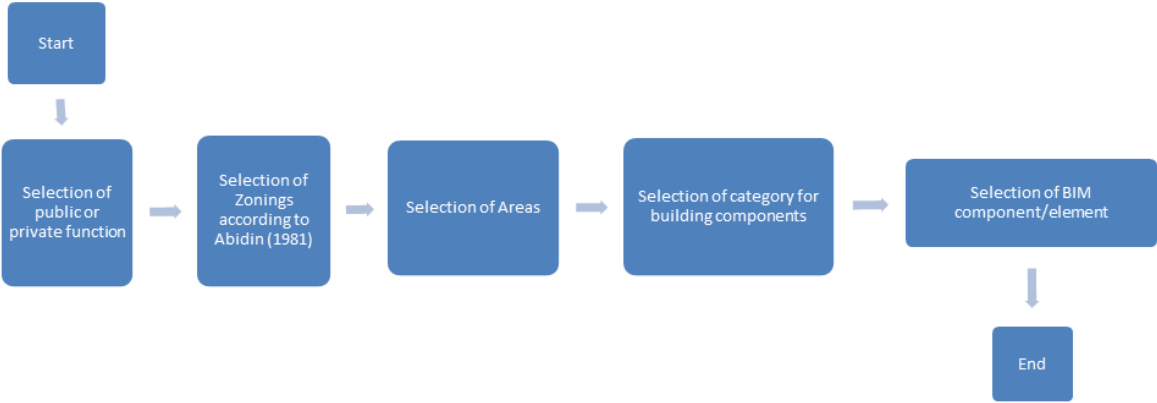 Start
Selection of
public or
private function
Selection of
Zonings
according to
Abidin (1981)
Selection of Areas
Selection of category for
building components
Selection of BIM
component/element
End